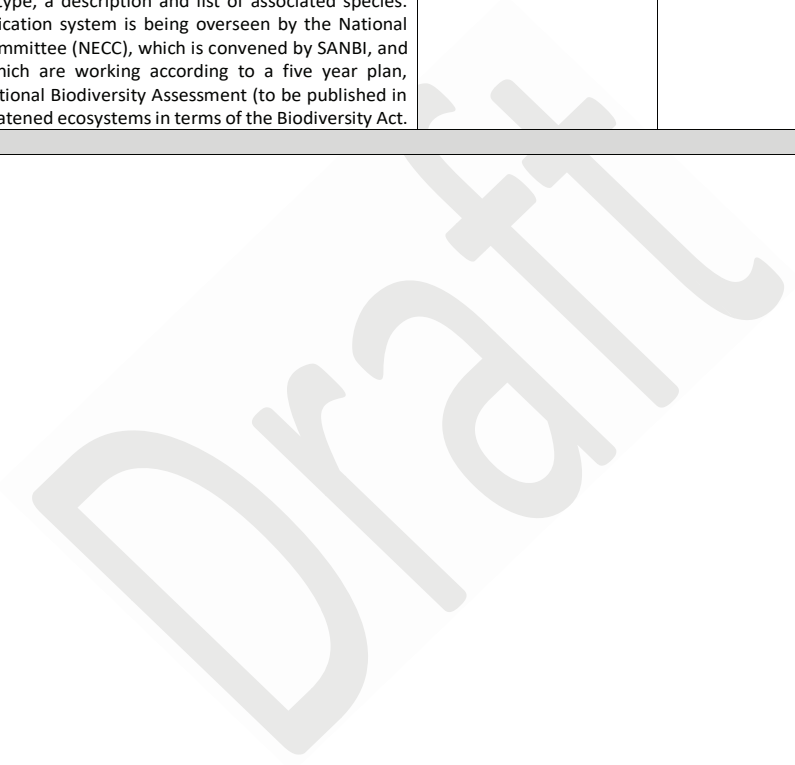 type, a description and list of associated species.
ication system is being overseen by the National
mmittee (NECC), which is convened by SANBI, and
hich are working according to a five year plan,
tional Biodiversity Assessment (to be published in
atened ecosystems in terms of the Biodiversity Act.
Draft